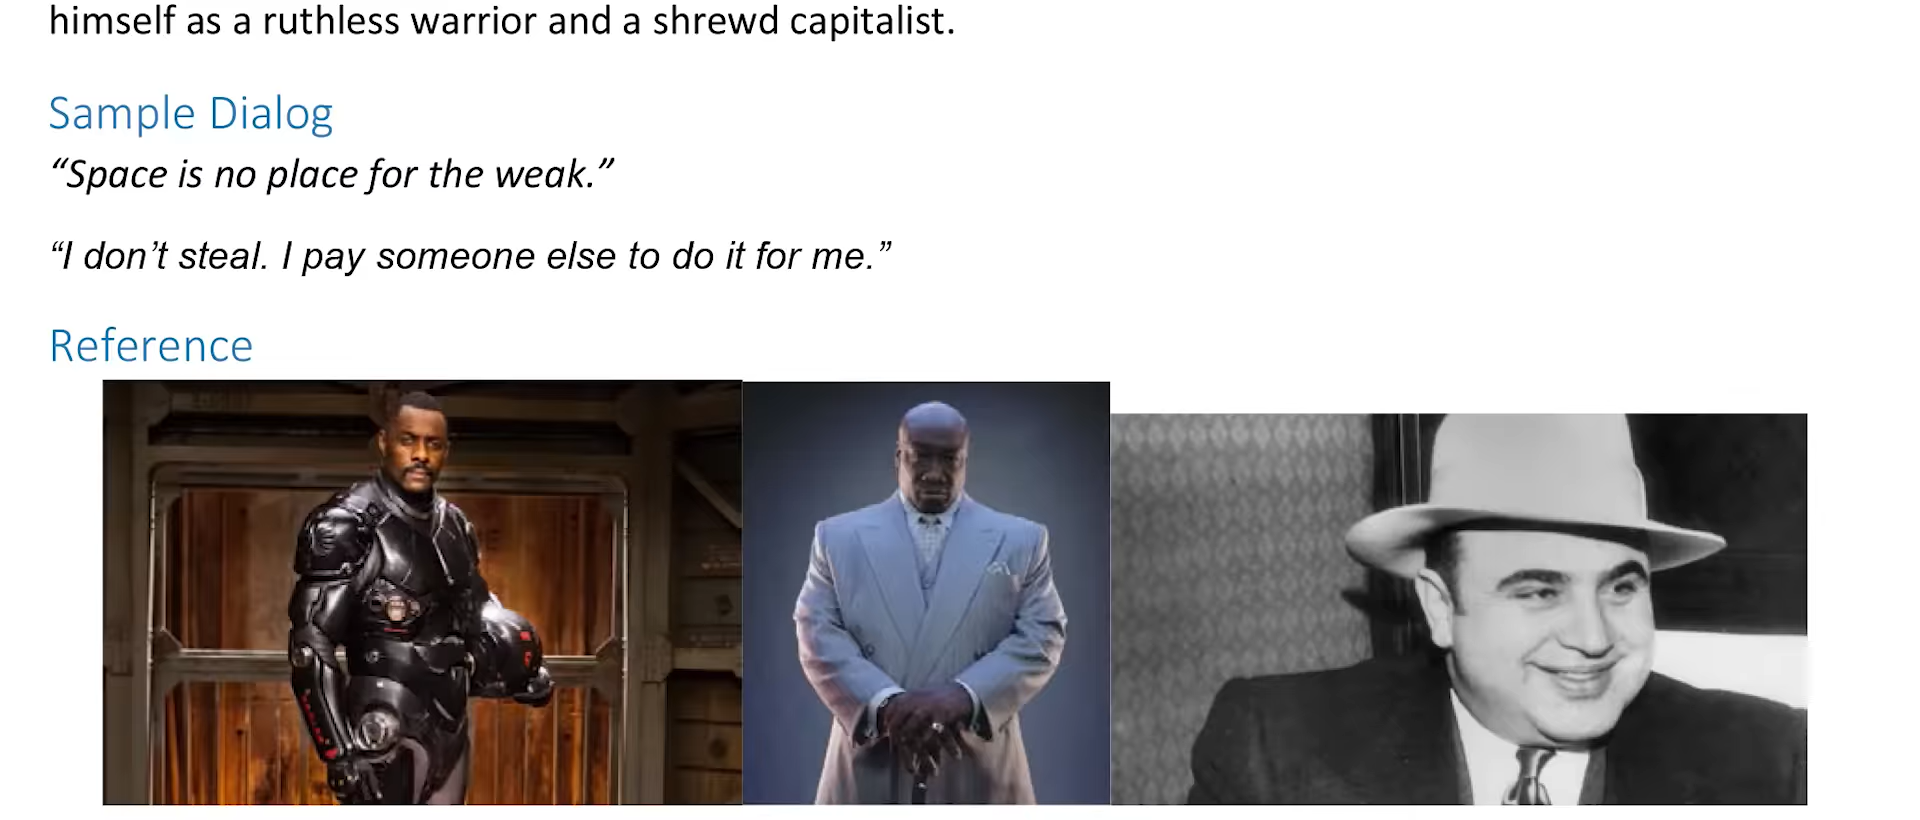 himself as a ruthless warrior and a shrewd capitalist.
Sample Dialog
“Space is no place for the weak.”
“I don’t steal. I pay someone else to do it for me.”
Reference